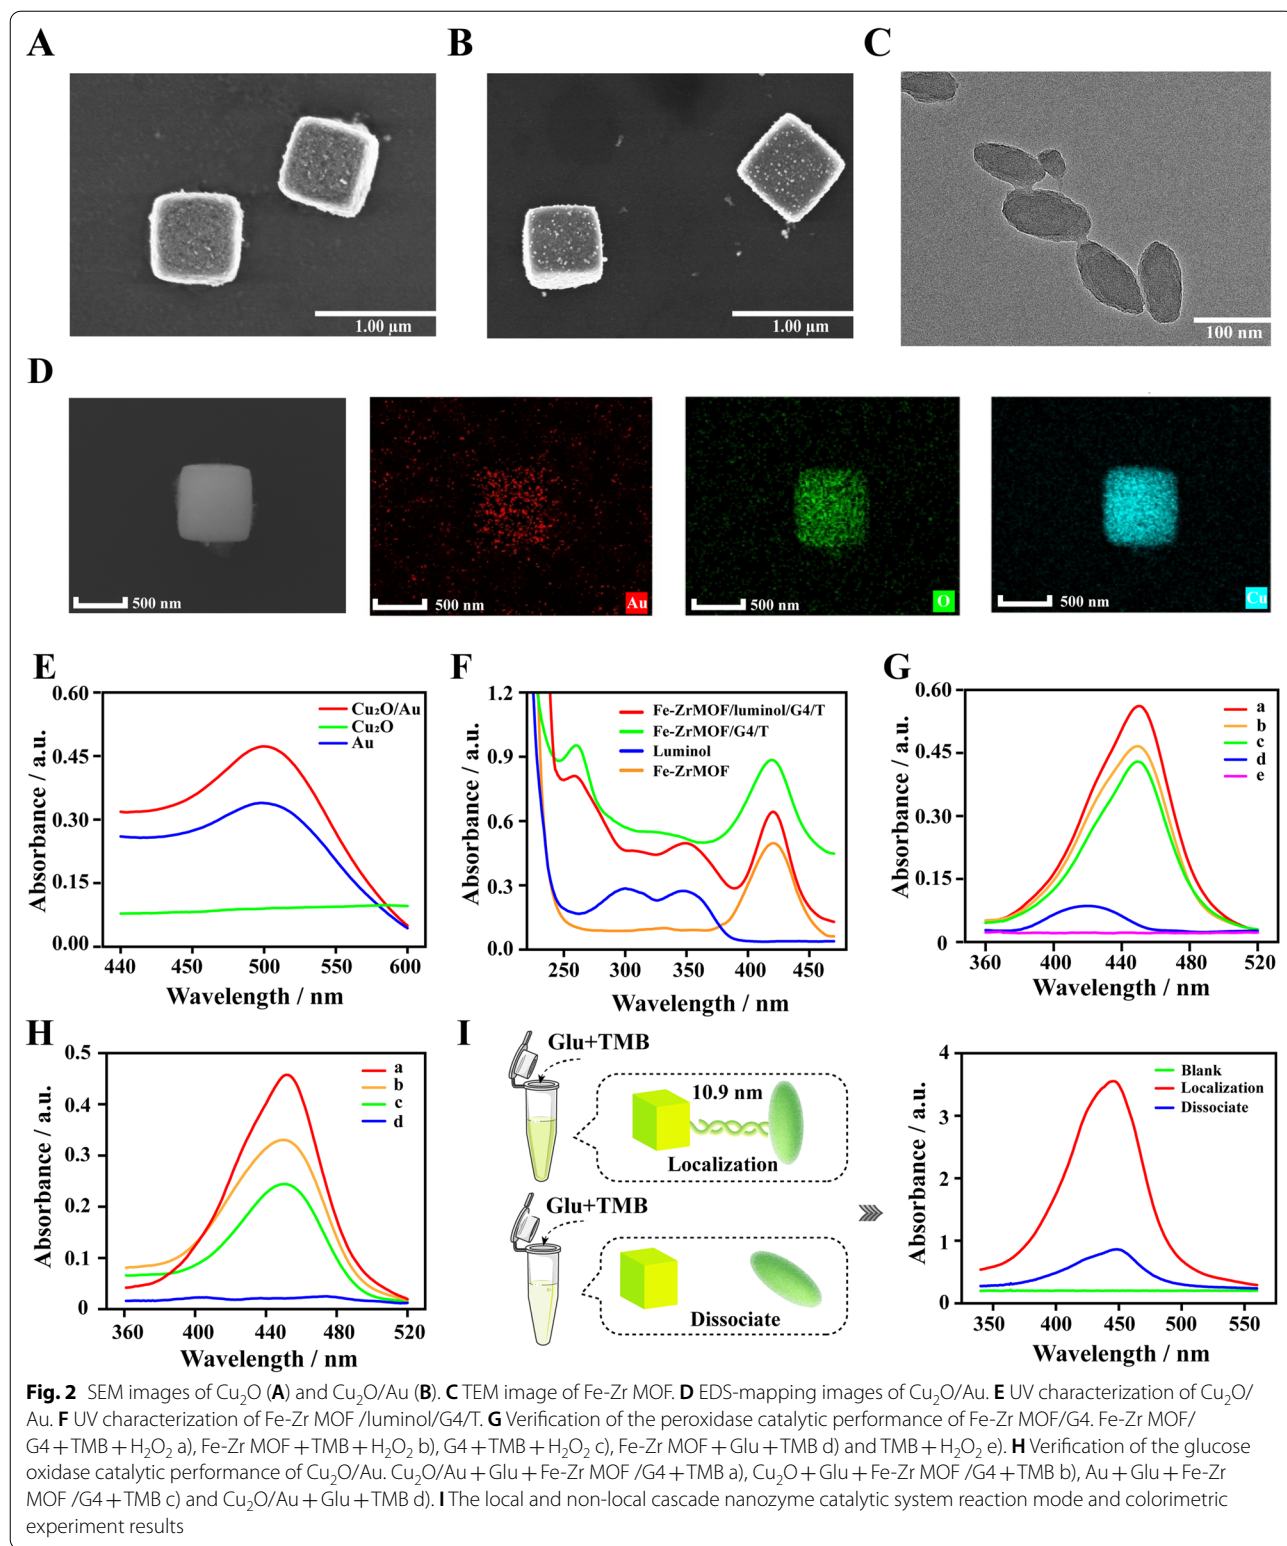 A
B
C
1.00 µm
1.00 µm
100 nm
D
500 nm
Au
500 nm
O
500 nm
Cu
500 nm
E
Absorbance / a.u.
0.60
0.45
0.30
0.15
0.00
Cu₂O/Au
Cu₂O
Au
440 450 500 550 600
Wavelength / nm
F
Absorbance / a.u.
1.2
0.9
0.6
0.3
0.0
Fe-ZrMOF/luminol/G4/T
Fe-ZrMOF/G4/T
Luminol
Fe-ZrMOF
250 300 350 400 450
Wavelength / nm
G
Absorbance / a.u.
0.60
0.45
0.30
0.15
0
a
b
c
d
e
360 400 440 480 520
Wavelength / nm
H
Absorbance / a.u.
0.5
0.4
0.3
0.2
0.1
0
a
b
c
d
360 400 440 480 520
Wavelength / nm
I
Glu+TMB
10.9 nm
Localization
Glu+TMB
Dissociate
Absorbance / a.u.
4
3
2
1
0
Blank
Localization
Dissociate
350 400 450 500 550
Wavelength / nm
Fig. 2 SEM images of Cu₂O (A) and Cu₂O/Au (B). C TEM image of Fe-Zr MOF. D EDS-mapping images of Cu₂O/Au. E UV characterization of Cu₂O/
Au. F UV characterization of Fe-Zr MOF /luminol/G4/T. G Verification of the peroxidase catalytic performance of Fe-Zr MOF/G4. Fe-Zr MOF/
G4 + TMB + H₂O₂ a), Fe-Zr MOF + TMB + H₂O₂ b), G4 + TMB + H₂O₂ c), Fe-Zr MOF + Glu + TMB d) and TMB + H₂O₂ e). H Verification of the glucose
oxidase catalytic performance of Cu₂O/Au. Cu₂O/Au + Glu + Fe-Zr MOF /G4 + TMB a), Cu₂O + Glu + Fe-Zr MOF /G4 + TMB b), Au + Glu + Fe-Zr
MOF /G4 + TMB c) and Cu₂O/Au + Glu + TMB d). I The local and non-local cascade nanozyme catalytic system reaction mode and colorimetric
experiment results